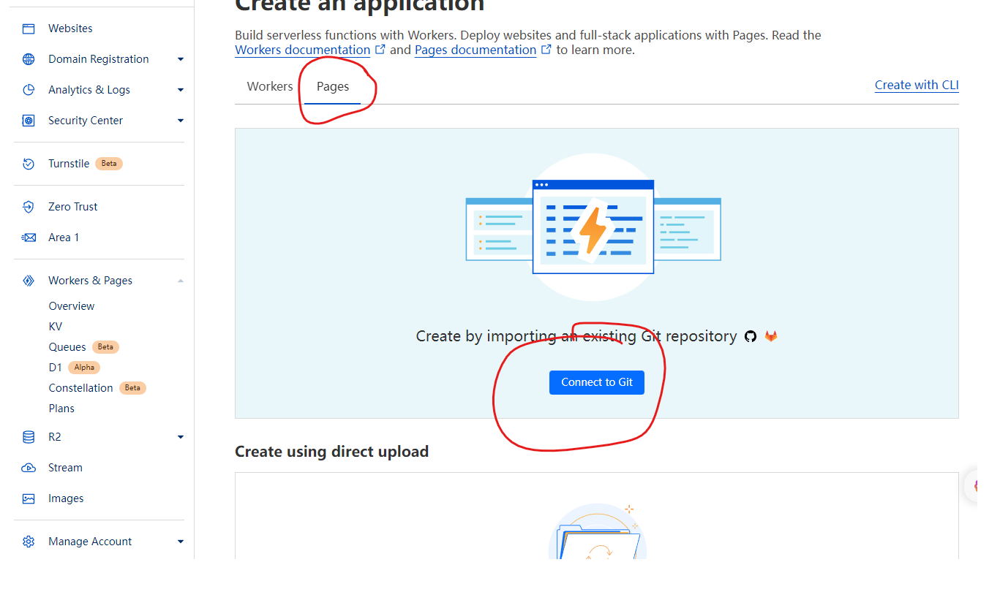 Create an application
Websites
Domain Registration
Analytics & Logs
Security Center
Turnstile Beta
Zero Trust
Area 1
Workers & Pages
Overview
KV
Queues Beta
D1 Alpha
Constellation Beta
Plans
R2
Stream
Images
Manage Account
Build serverless functions with Workers. Deploy websites and full-stack applications with Pages. Read the
Workers documentation and Pages documentation to learn more.
Workers Pages Create with CLI
Create by importing an existing Git repository
Connect to Git
Create using direct upload